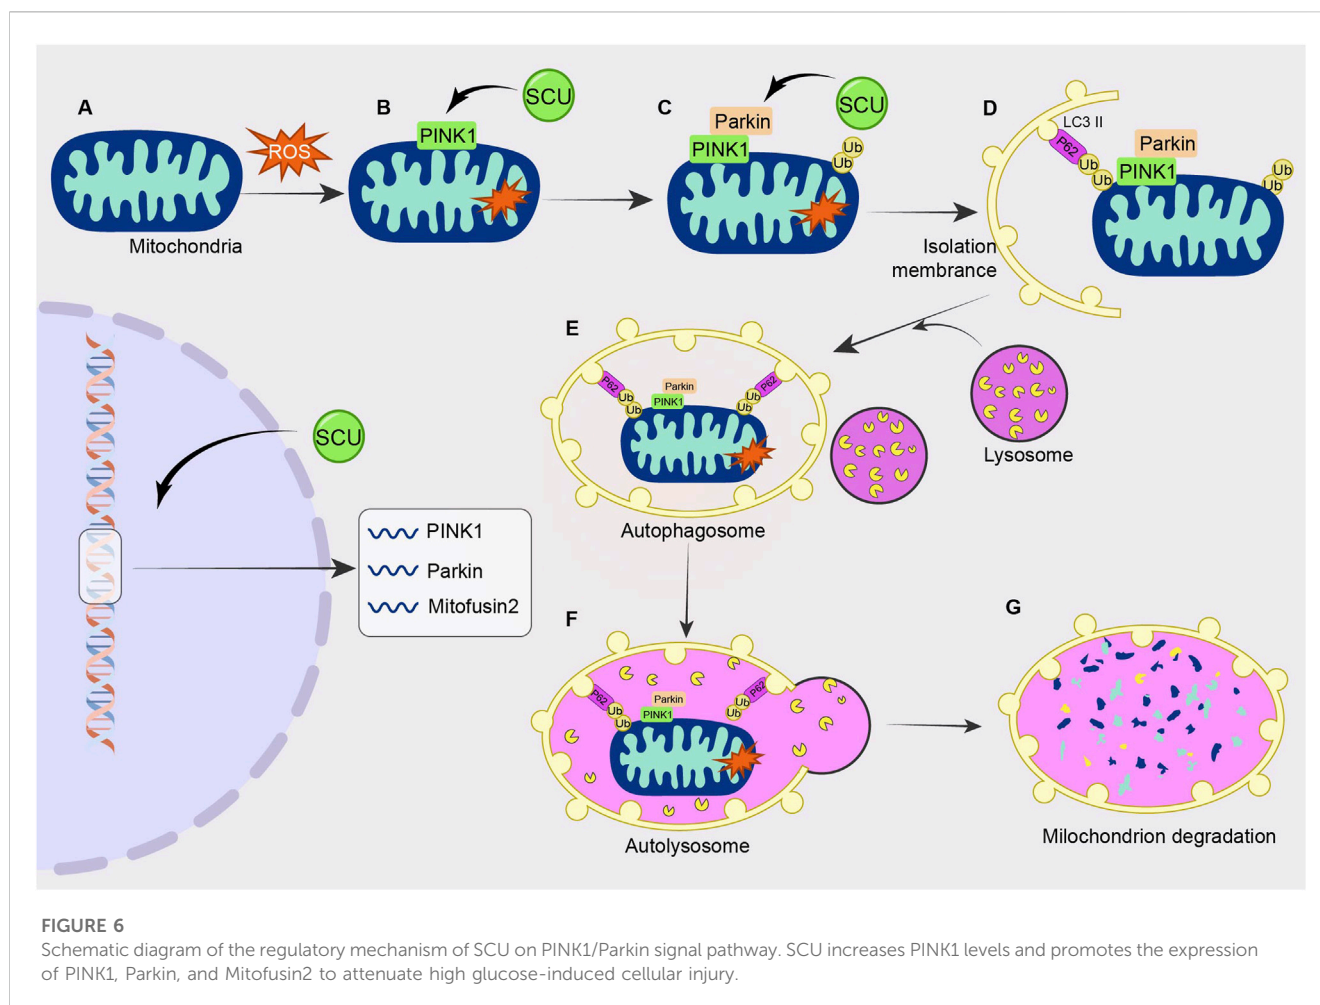 A
ROS
Mitochondria
B
PINK1
SCU
C
Parkin
PINK1
SCU
Ub
Ub
D
LC3 II
P62
Ub
Ub
Parkin
PINK1
Ub
Ub
Isolation
membrance
E
P62
Ub
Ub
Parkin
PINK1
P62
Ub
Ub
Autophagosome
Lysosome
SCU
PINK1
Parkin
Mitofusin2
F
P62
Ub
Ub
Parkin
PINK1
P62
Ub
Ub
Autolysosome
G
Milochondrion degradation
FIGURE 6
Schematic diagram of the regulatory mechanism of SCU on PINK1/Parkin signal pathway. SCU increases PINK1 levels and promotes the expression
of PINK1, Parkin, and Mitofusin2 to attenuate high glucose-induced cellular injury.